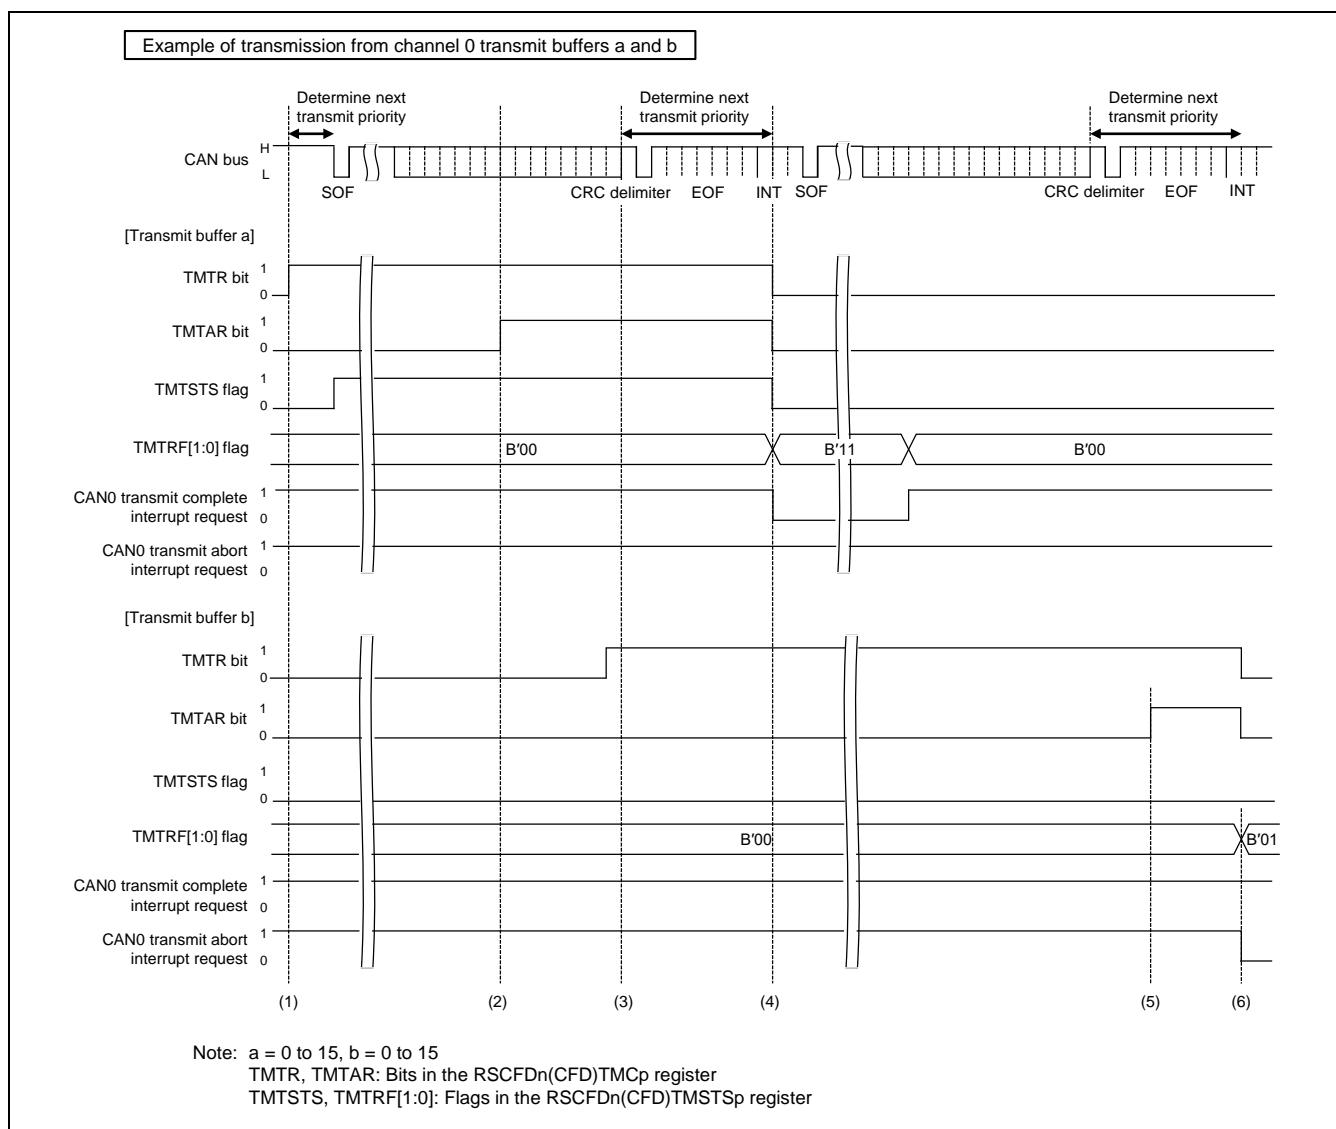 Example of transmission from channel 0 transmit buffers a and b
Determine next
transmit priority
Determine next
transmit priority
Determine next
transmit priority
CAN bus
H
L
SOF
CRC delimiter
EOF
INT
SOF
CRC delimiter
EOF
INT
[Transmit buffer a]
TMTR bit
1
0
TMTAR bit
1
0
TMTSTS flag
1
0
TMTRF[1:0] flag
B'00
B'11
B'00
CAN0 transmit complete
interrupt request
1
0
CAN0 transmit abort
interrupt request
1
0
[Transmit buffer b]
TMTR bit
1
0
TMTAR bit
1
0
TMTSTS flag
1
0
TMTRF[1:0] flag
B'00
B'01
CAN0 transmit complete
interrupt request
1
0
CAN0 transmit abort
interrupt request
1
0
(1)
(2)
(3)
(4)
(5)
(6)
Note: a = 0 to 15, b = 0 to 15
TMTR, TMTAR: Bits in the RSCFDn(CFD)TMCp register
TMTSTS, TMTRF[1:0]: Flags in the RSCFDn(CFD)TMSTSp register